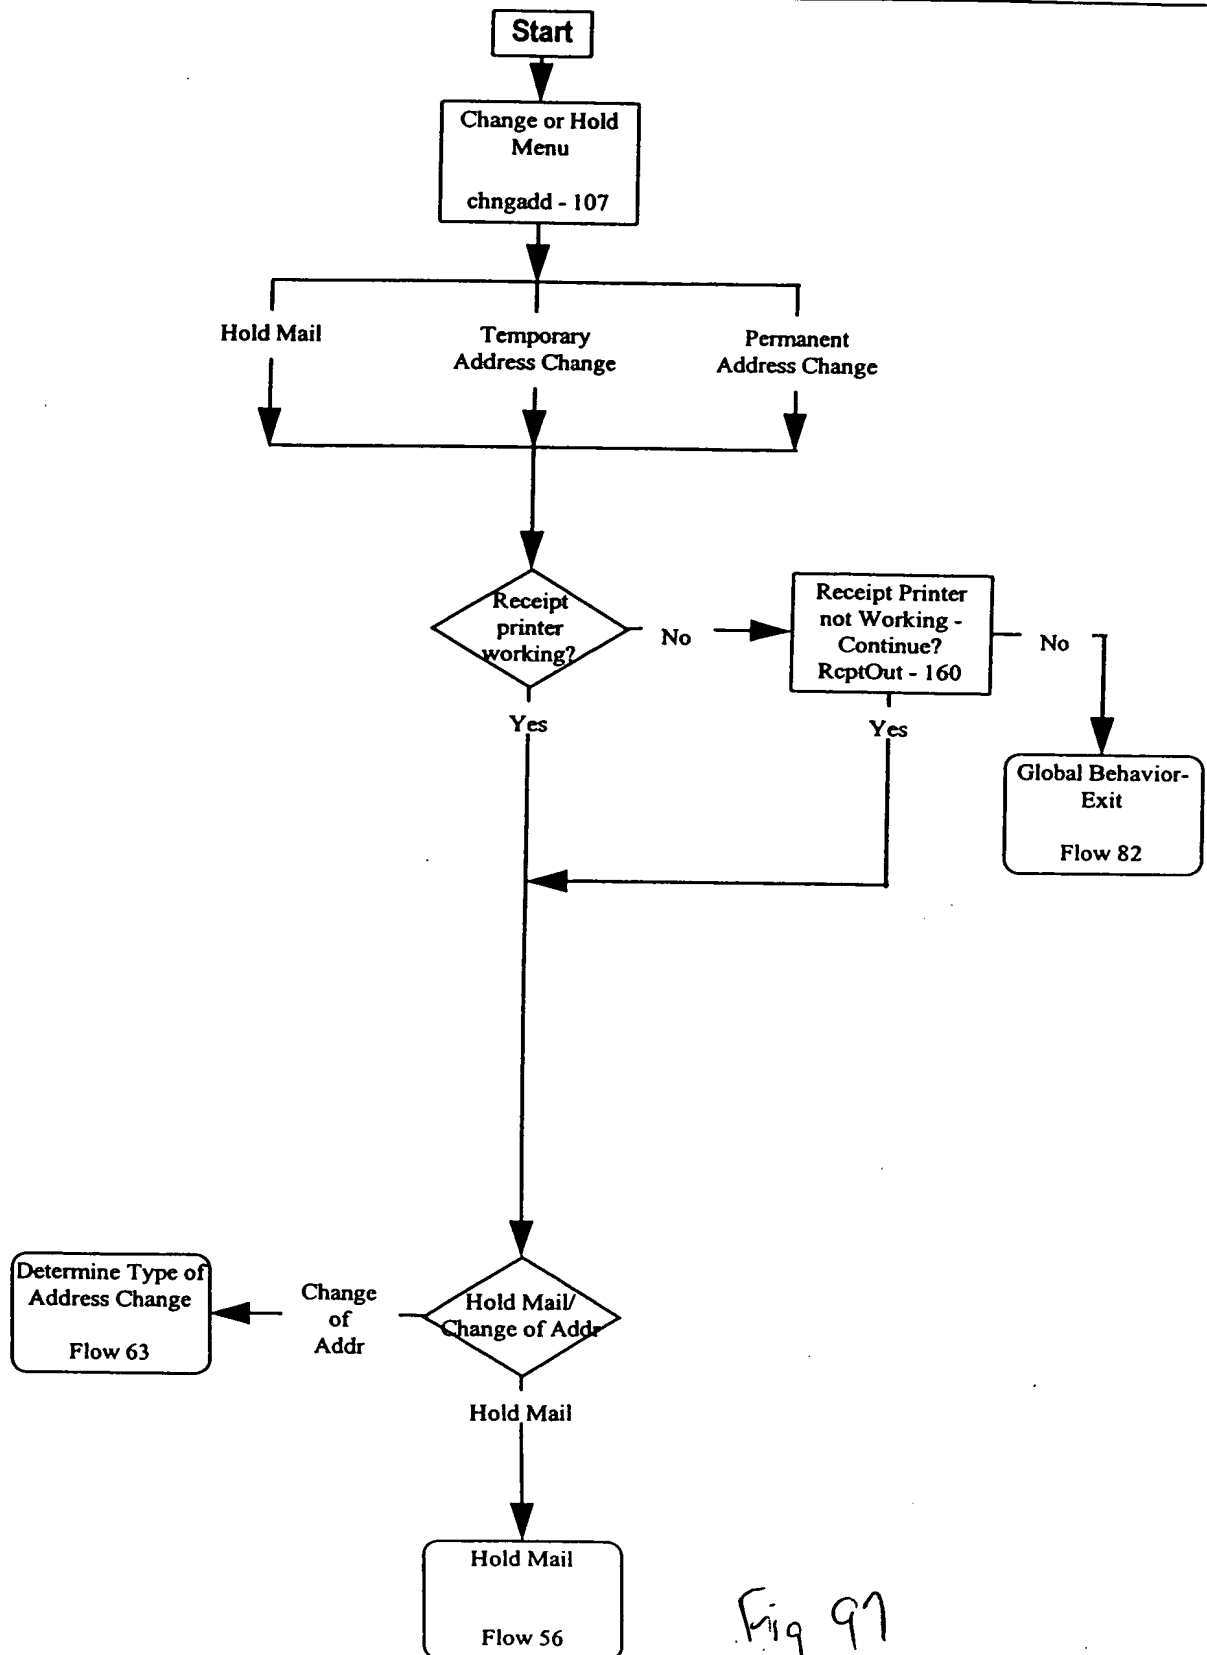 Start
Change or Hold
Menu
chngadd - 107
Hold Mail
Temporary
Address Change
Permanent
Address Change
Receipt
printer
working?
No
Receipt Printer
not Working -
Continue?
RcptOut - 160
No
Yes
Yes
Global Behavior-
Exit
Flow 82
Determine Type of
Address Change
Flow 63
Change
of
Addr
Hold Mail/
Change of Addr
Hold Mail
Hold Mail
Flow 56
Fig 97